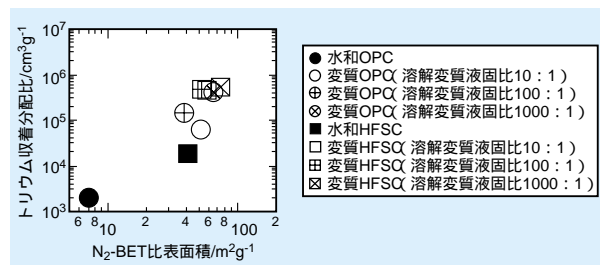 トリウム収着分配比/cm³g⁻¹
10⁷
10⁶
10⁵
10⁴
10³
6 8 10 2 4 6 8 100 2
N₂-BET比表面積/m²g⁻¹
● 水和OPC
○ 変質OPC(溶解変質液固比10：1)
⊕ 変質OPC(溶解変質液固比100：1)
⊗ 変質OPC(溶解変質液固比1000：1)
■ 水和HFSC
□ 変質HFSC(溶解変質液固比10：1)
⊞ 変質HFSC(溶解変質液固比100：1)
⊠ 変質HFSC(溶解変質液固比1000：1)